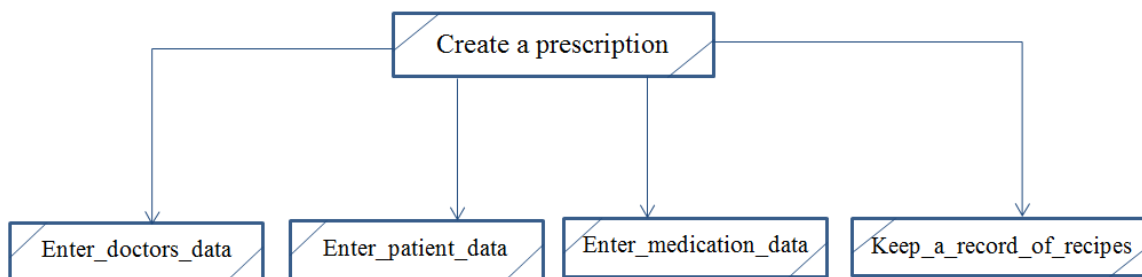 Create a prescription
Enter_doctors_data
Enter_patient_data
Enter_medication_data
Keep_a_record_of_recipes